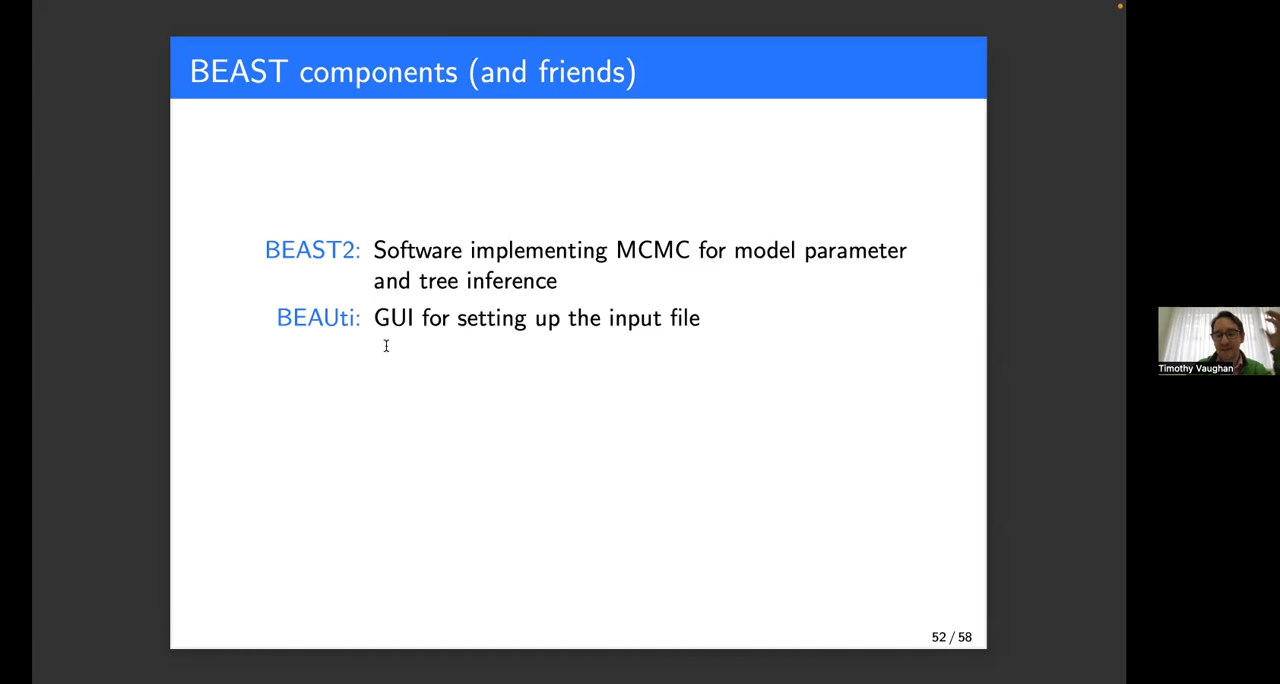 BEAST components (and friends)
BEAST2: Software implementing MCMC for model parameter
and tree inference
BEAUti: GUI for setting up the input file
Timothy Vaughan
52 / 58